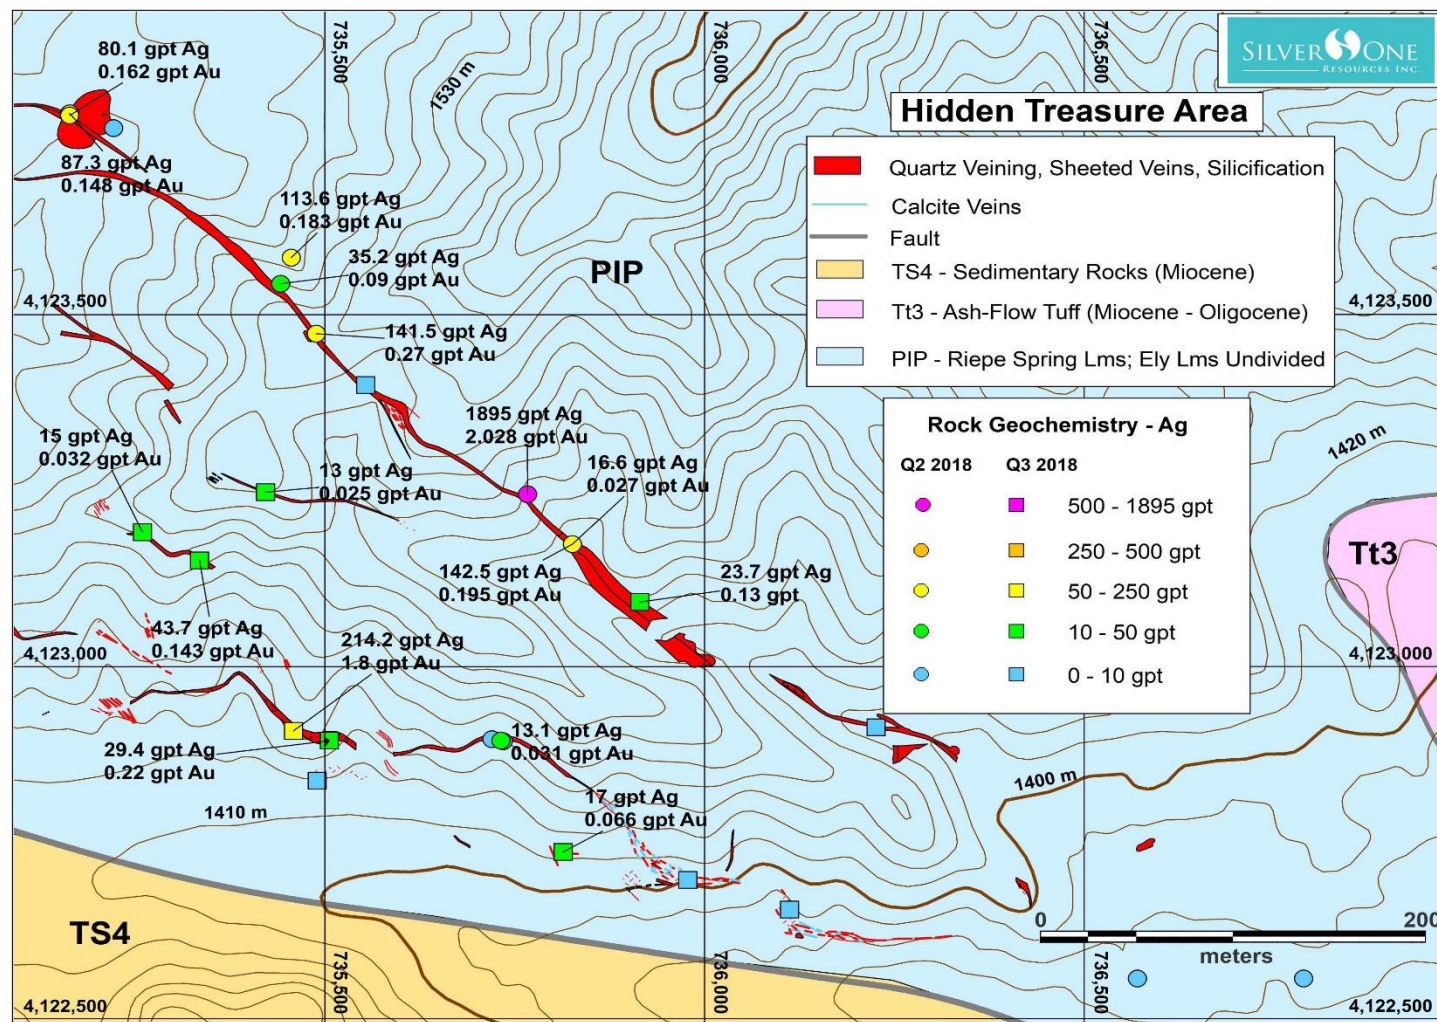 80.1 gpt Ag
0.162 gpt Au
87.3 gpt Ag
0.148 gpt Au
735,500
1530 m
736,000
736,500
SILVER ONE
RESOURCES INC.
Hidden Treasure Area
Quartz Veining, Sheeted Veins, Silicification
Calcite Veins
Fault
TS4 - Sedimentary Rocks (Miocene)
Tt3 - Ash-Flow Tuff (Miocene - Oligocene)
PIP - Riepe Spring Lms; Ely Lms Undivided
113.6 gpt Ag
0.183 gpt Au
35.2 gpt Ag
0.09 gpt Au
PIP
4,123,500
4,123,500
141.5 gpt Ag
0.27 gpt Au
Rock Geochemistry - Ag
Q2 2018 Q3 2018
500 - 1895 gpt
250 - 500 gpt
50 - 250 gpt
10 - 50 gpt
0 - 10 gpt
1895 gpt Ag
2.028 gpt Au
15 gpt Ag
0.032 gpt Au
13 gpt Ag
0.025 gpt Au
16.6 gpt Ag
0.027 gpt Au
1420 m
Tt3
142.5 gpt Ag
0.195 gpt Au
23.7 gpt Ag
0.13 gpt
43.7 gpt Ag
0.143 gpt Au
214.2 gpt Ag
1.8 gpt Au
4,123,000
4,123,000
29.4 gpt Ag
0.22 gpt Au
13.1 gpt Ag
0.031 gpt Au
1400 m
1410 m
17 gpt Ag
0.066 gpt Au
TS4
0 200
meters
735,500
736,000
736,500
4,122,500
4,122,500